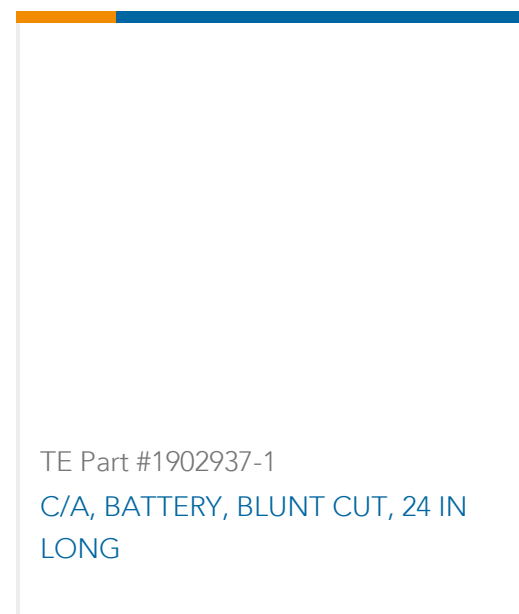 TE Part #1902937-1
C/A, BATTERY, BLUNT CUT, 24 IN
LONG